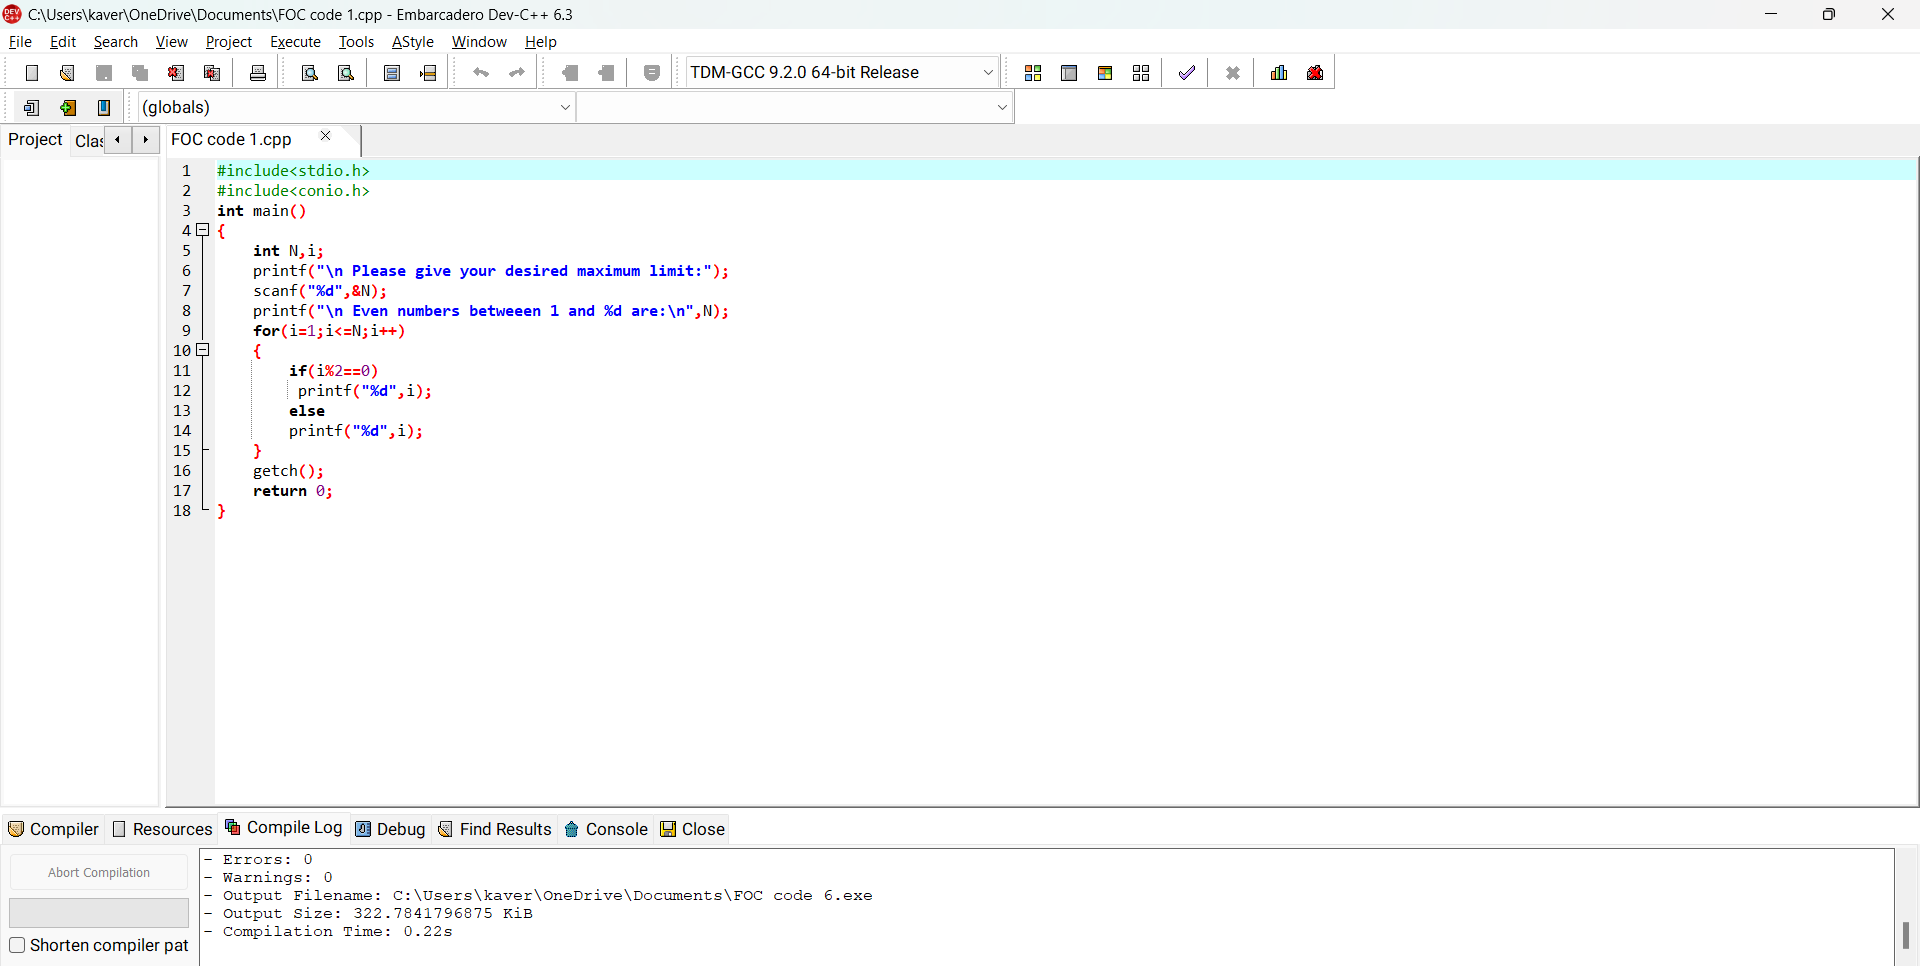 C:\Users\kaver\OneDrive\Documents\FOC code 1.cpp - Embarcadero Dev-C++ 6.3
File Edit Search View Project Execute Tools AStyle Window Help
TDM-GCC 9.2.0 64-bit Release
(globals)
Project Clas FOC code 1.cpp
1 #include<stdio.h>
2 #include<conio.h>
3 int main()
4 {
5 int N,i;
6 printf("\n Please give your desired maximum limit:");
7 scanf("%d",&N);
8 printf("\n Even numbers betweeen 1 and %d are:\n",N);
9 for(i=1;i<=N;i++)
10 {
11 if(i%2==0)
12 printf("%d",i);
13 else
14 printf("%d",i);
15 }
16 getch();
17 return 0;
18 }
Compiler Resources Compile Log Debug Find Results Console Close
Abort Compilation
Shorten compiler pat
- Errors: 0
- Warnings: 0
- Output Filename: C:\Users\kaver\OneDrive\Documents\FOC code 6.exe
- Output Size: 322.7841796875 KiB
- Compilation Time: 0.22s